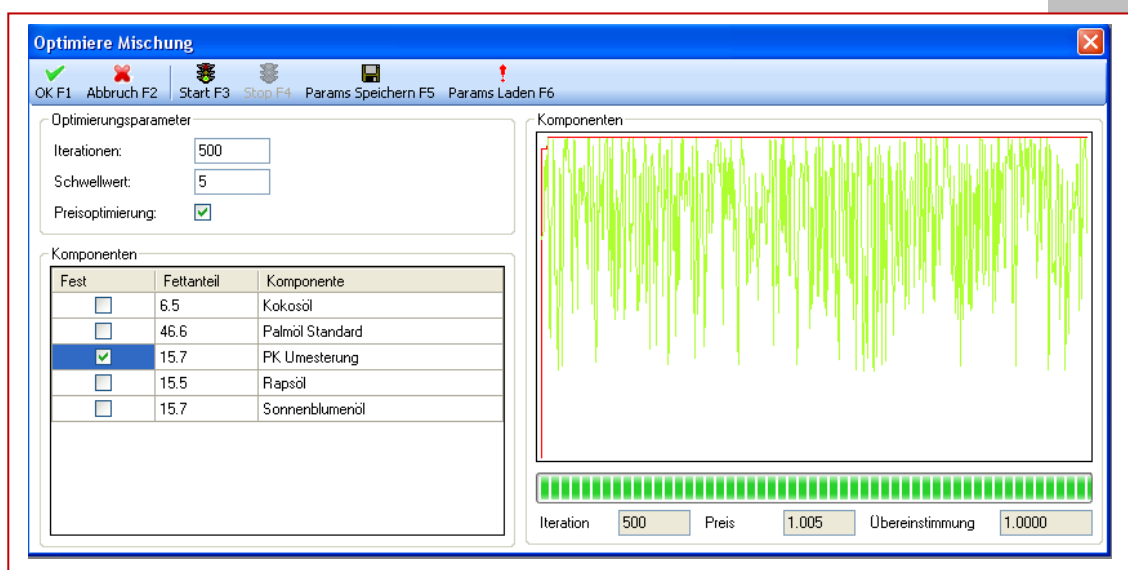 Optimiere Mischung
OK F1 Abbruch F2 Start F3 Stop F4 Params Speichern F5 Params Laden F6
Optimierungsparameter
Iterationen: 500
Schwellwert: 5
Preisoptimierung:
Komponenten
Fest Fettanteil Komponente
6.5 Kokosöl
46.6 Palmöl Standard
15.7 PK Umesterung
15.5 Rapsöl
15.7 Sonnenblumenöl
Komponenten
Iteration 500 Preis 1.005 Übereinstimmung 1.0000